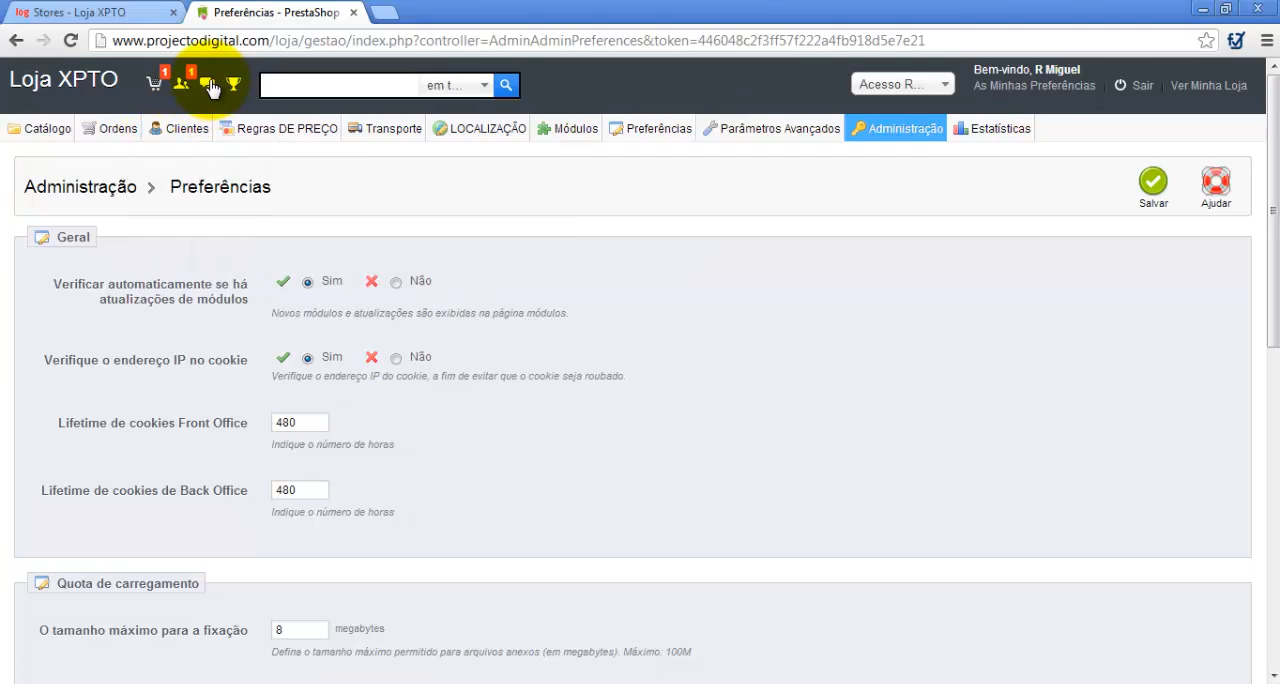 log Stores - Loja XPTO
Preferências - PrestaShop
www.projectodigital.com/loja/gestao/index.php?controller=AdminAdminPreferences&token=446048c2f3ff57f222a4fb918d5e7e21
Loja XPTO
1
1
em t...
Acesso R...
Bem-vindo, R Miguel
As Minhas Preferências
Sair
Ver Minha Loja
Catálogo
Ordens
Clientes
Regras DE PREÇO
Transporte
LOCALIZAÇÃO
Módulos
Preferências
Parâmetros Avançados
Administração
Estatísticas
Administração > Preferências
Salvar
Ajudar
Geral
Verificar automaticamente se há
atualizações de módulos
Sim
Não
Novos módulos e atualizações são exibidas na página módulos.
Verifique o endereço IP no cookie
Sim
Não
Verifique o endereço IP do cookie, a fim de evitar que o cookie seja roubado.
Lifetime de cookies Front Office
480
Indique o número de horas
Lifetime de cookies de Back Office
480
Indique o número de horas
Quota de carregamento
O tamanho máximo para a fixação
8
megabytes
Defina o tamanho máximo permitido para arquivos anexos (em megabytes). Máximo: 100M